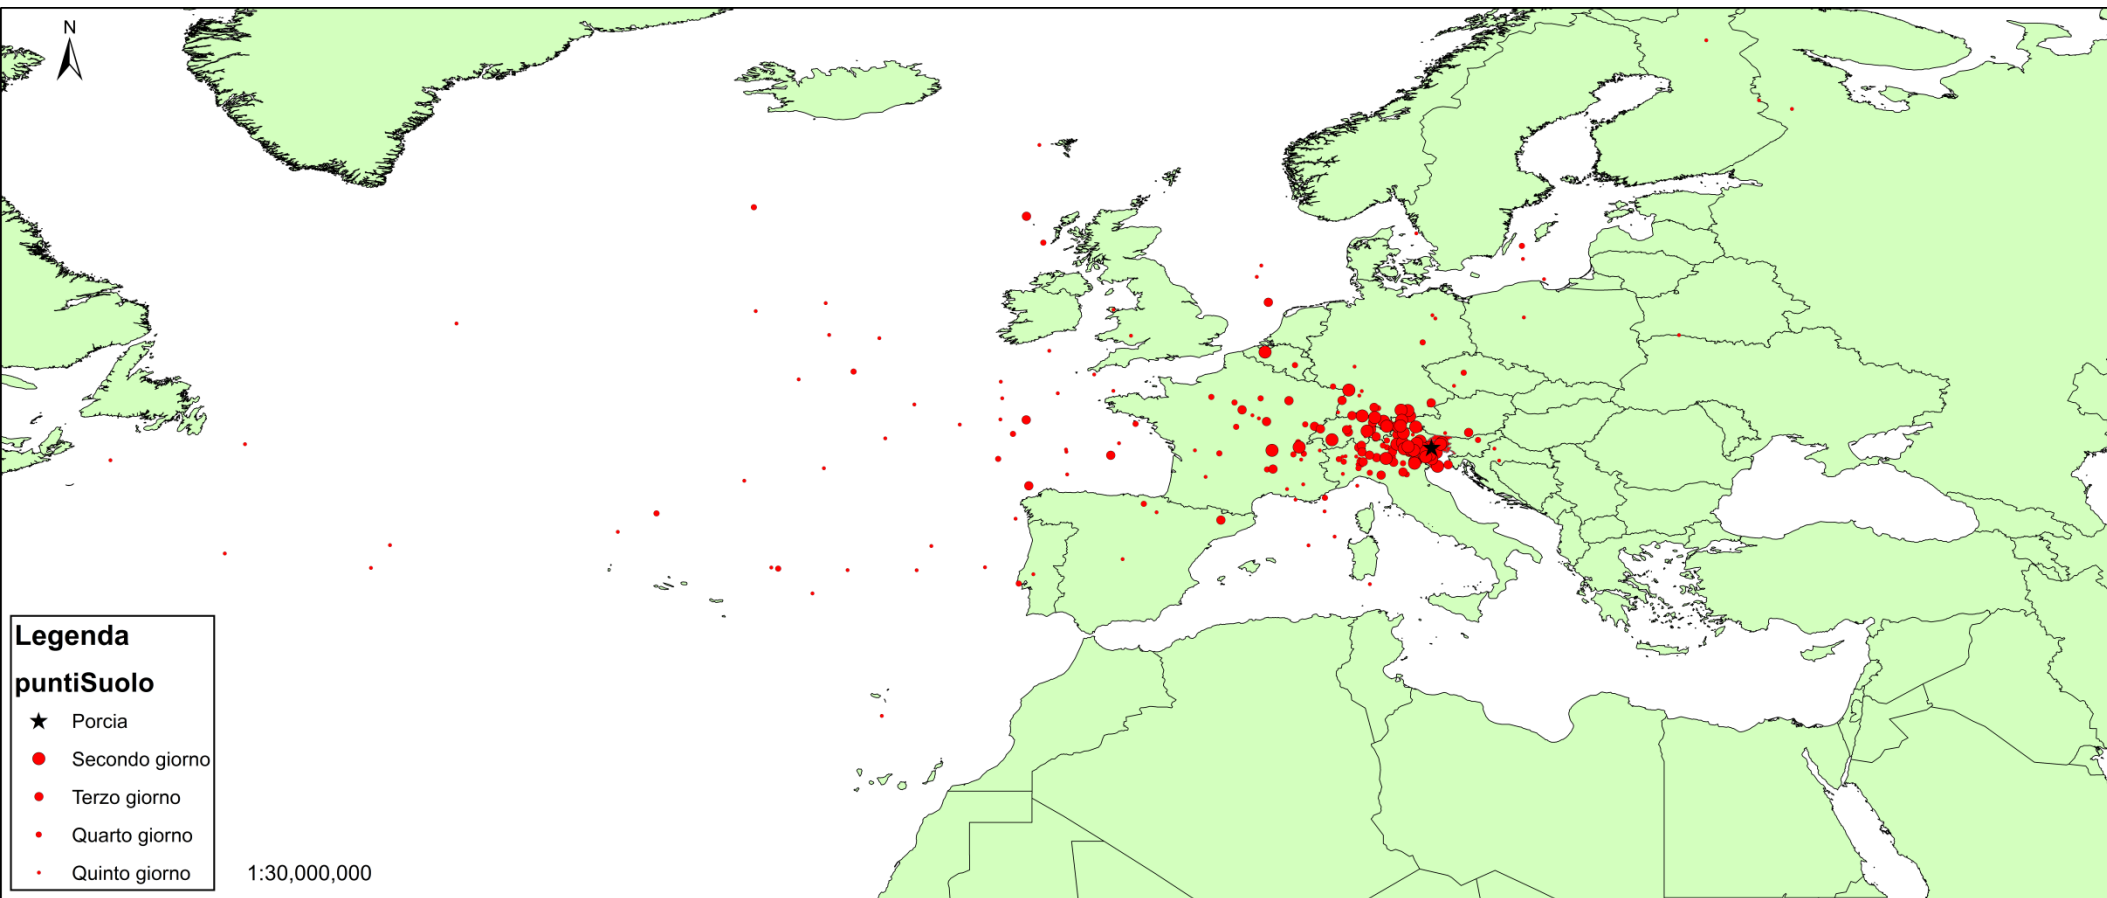 N
Legenda
puntiSuolo
Porcia
Secondo giorno
Terzo giorno
Quarto giorno
Quinto giorno
1:30,000,000